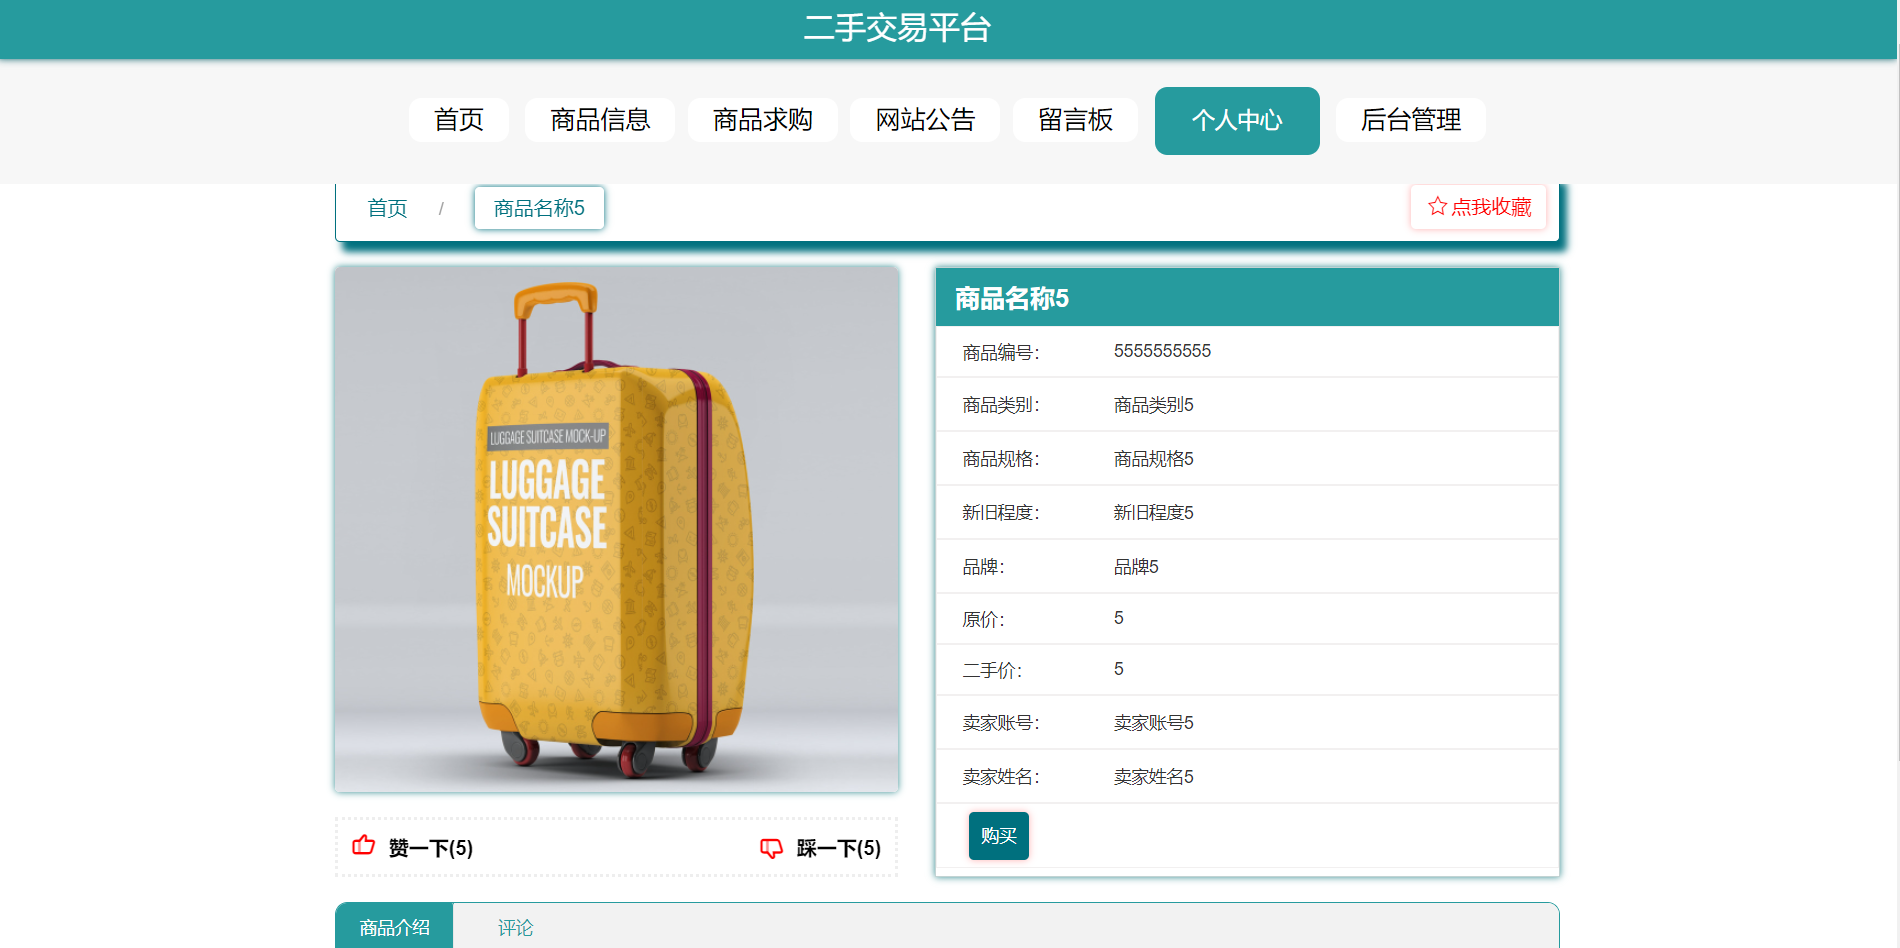 二手交易平台
首页 商品信息 商品求购 网站公告 留言板 个人中心 后台管理
首页 / 商品名称5 点我收藏
LUGGAGE SUITCASE MOCK-UP
LUGGAGE
SUITCASE
MOCKUP
赞一下(5) 踩一下(5)
商品名称5
商品编号: 5555555555
商品类别: 商品类别5
商品规格: 商品规格5
新旧程度: 新旧程度5
品牌: 品牌5
原价: 5
二手价: 5
卖家账号: 卖家账号5
卖家姓名: 卖家姓名5
购买
商品介绍 评论